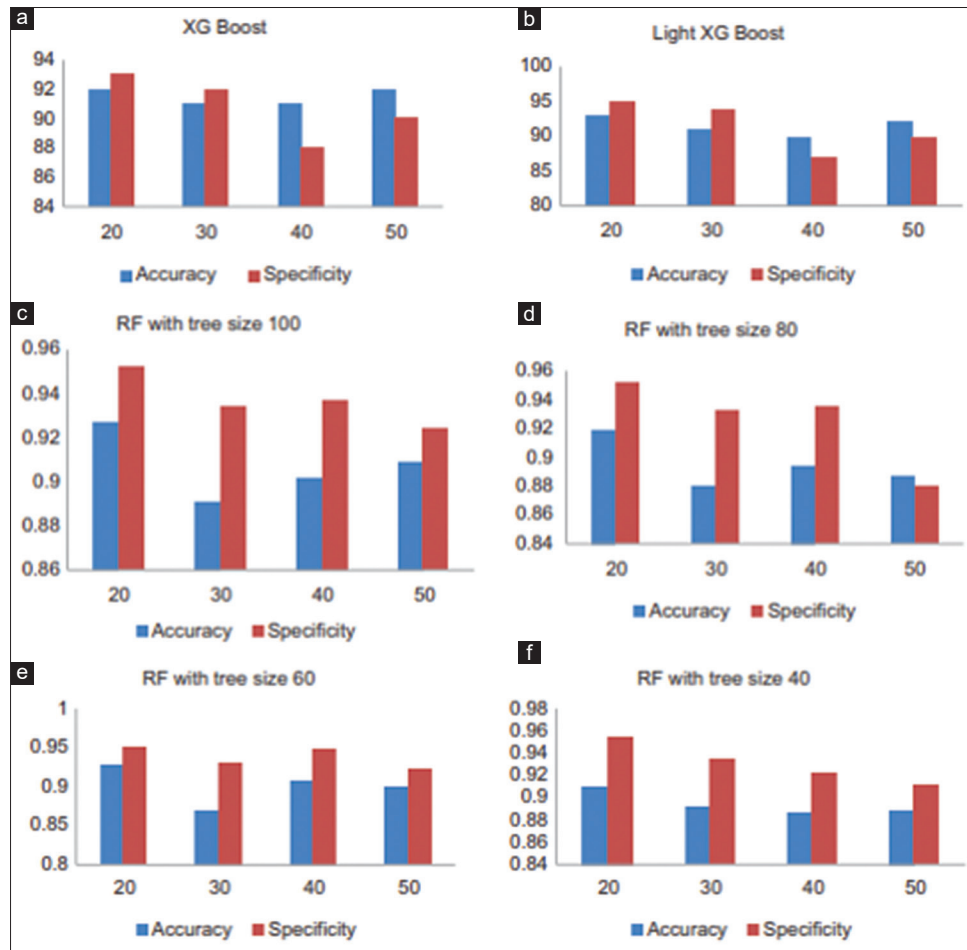 a
XG Boost
94
92
90
88
86
84
20 30 40 50
Accuracy Specificity
b
Light XG Boost
100
95
90
85
80
20 30 40 50
Accuracy Specificity
c
RF with tree size 100
0.96
0.94
0.92
0.9
0.88
0.86
20 30 40 50
Accuracy Specificity
d
RF with tree size 80
0.96
0.94
0.92
0.9
0.88
0.86
0.84
20 30 40 50
Accuracy Specificity
e
RF with tree size 60
1
0.95
0.9
0.85
0.8
20 30 40 50
Accuracy Specificity
f
RF with tree size 40
0.98
0.96
0.94
0.92
0.9
0.88
0.86
0.84
20 30 40 50
Accuracy Specificity